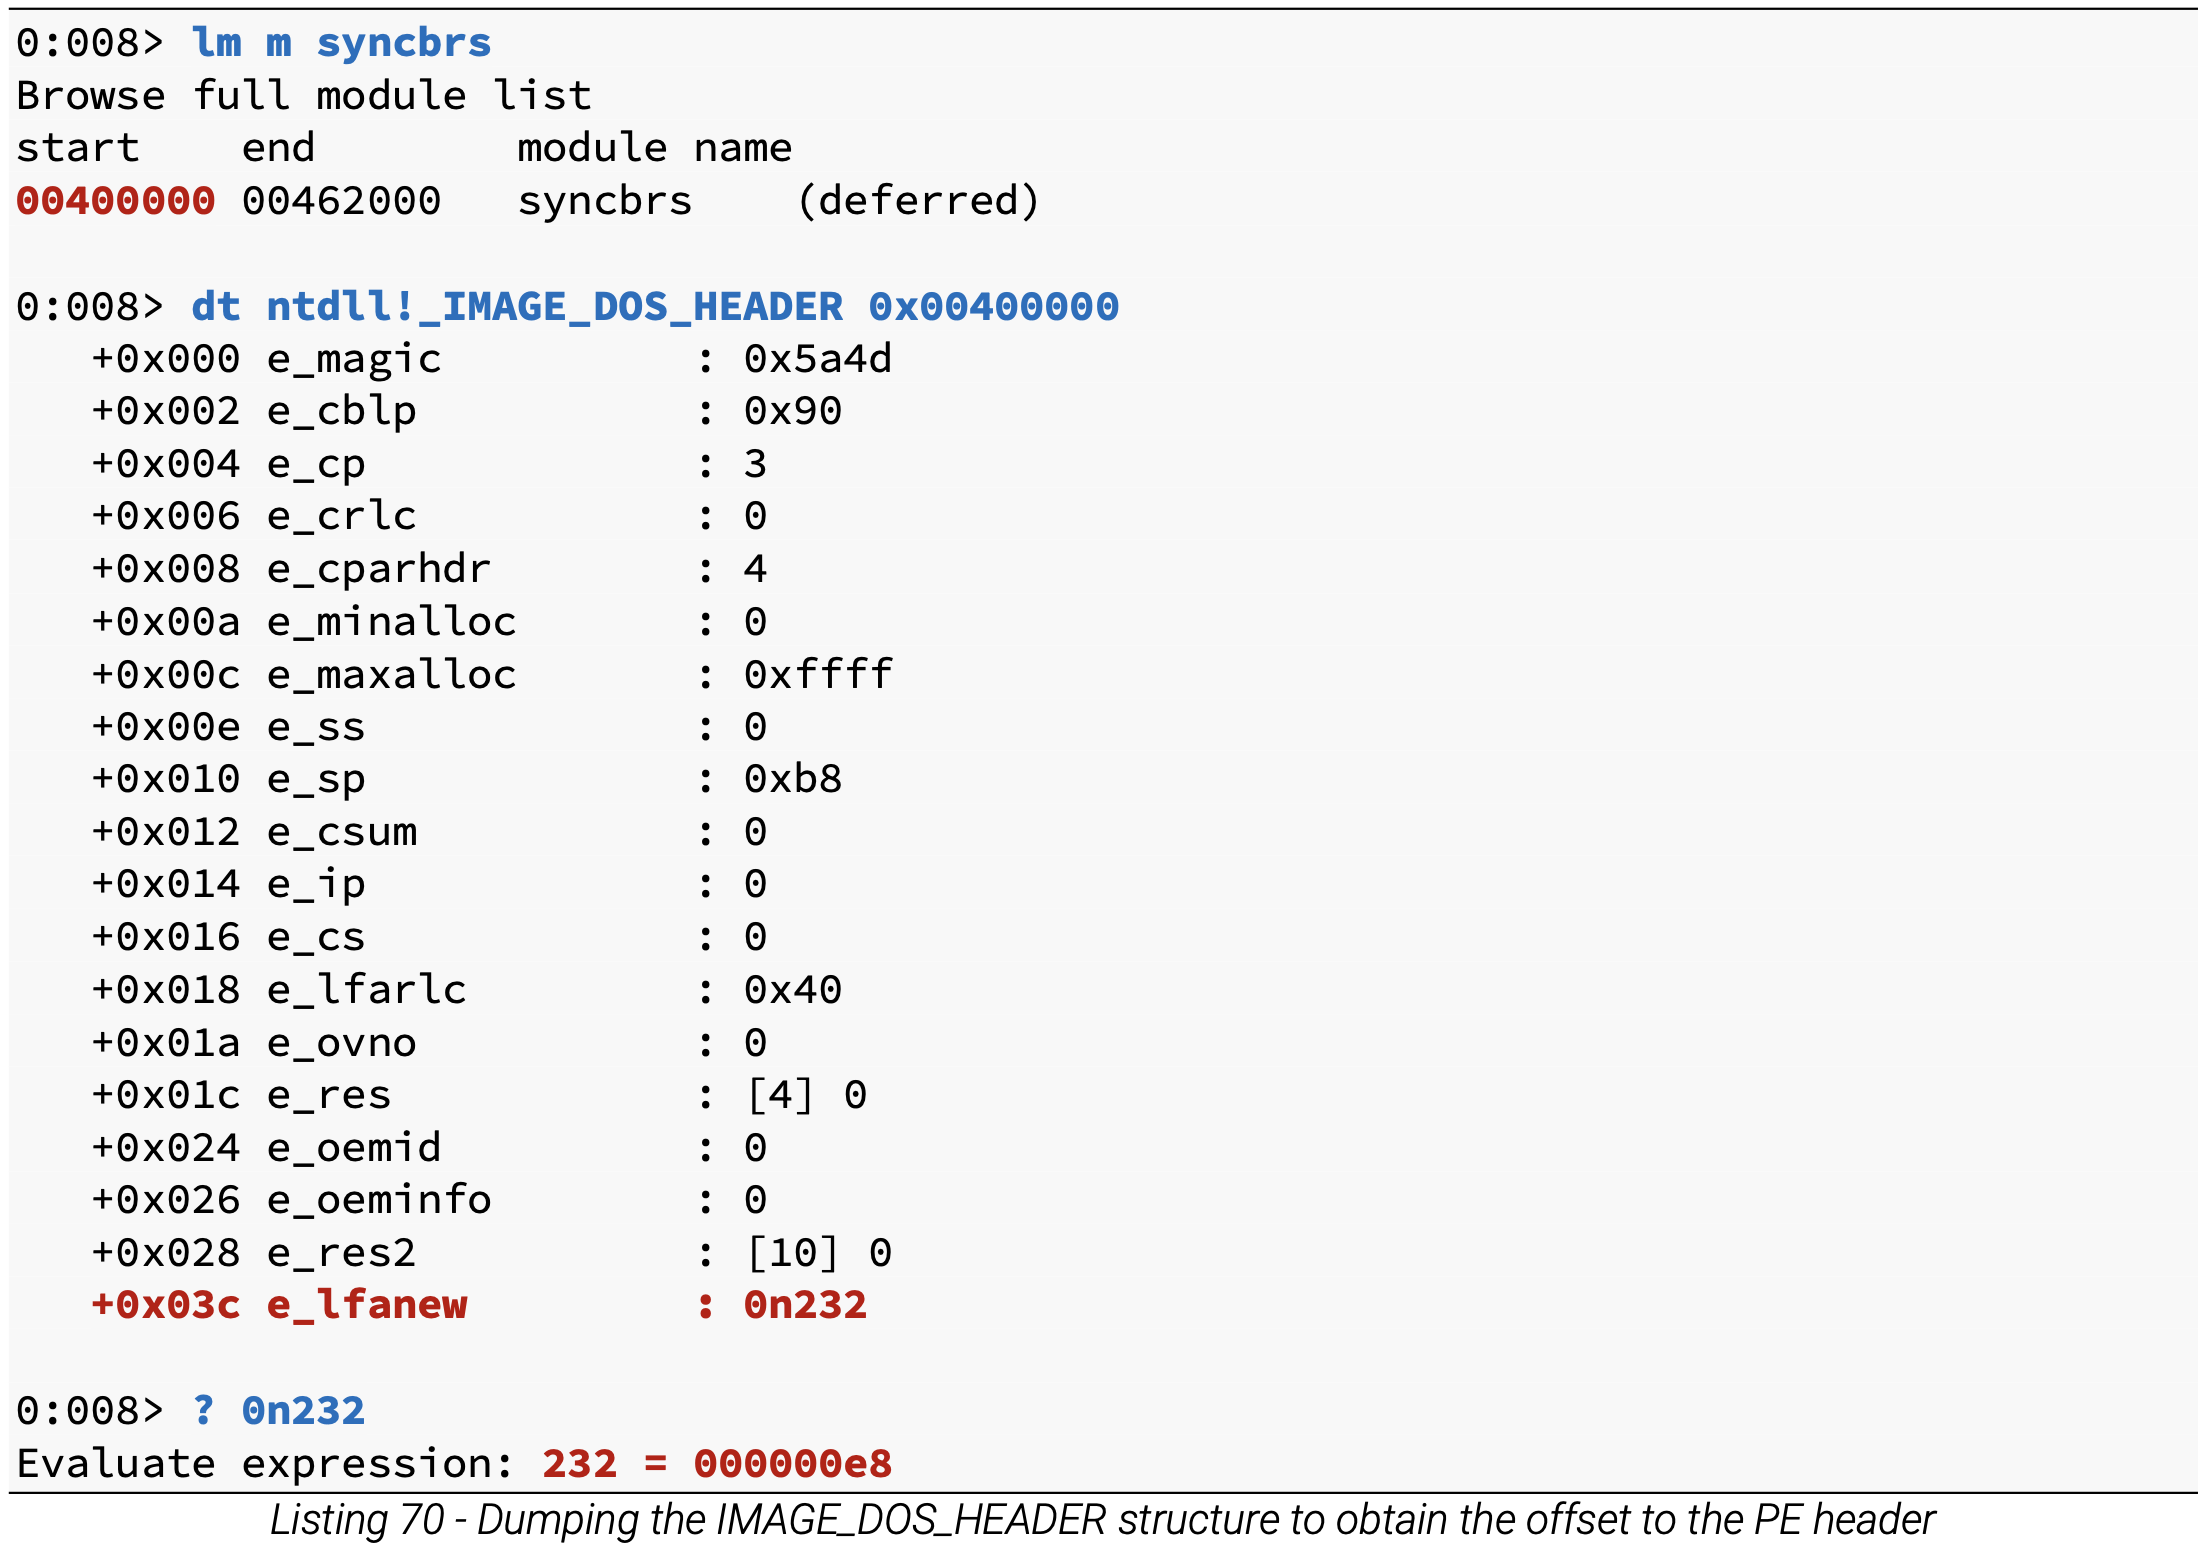 0:008> lm m syncbrs
Browse full module list
start    end        module name
00400000 00462000   syncbrs    (deferred)
0:008> dt ntdll!_IMAGE_DOS_HEADER 0x00400000
   +0x000 e_magic          : 0x5a4d
   +0x002 e_cblp           : 0x90
   +0x004 e_cp             : 3
   +0x006 e_crlc           : 0
   +0x008 e_cparhdr        : 4
   +0x00a e_minalloc       : 0
   +0x00c e_maxalloc       : 0xffff
   +0x00e e_ss             : 0
   +0x010 e_sp             : 0xb8
   +0x012 e_csum           : 0
   +0x014 e_ip             : 0
   +0x016 e_cs             : 0
   +0x018 e_lfarlc         : 0x40
   +0x01a e_ovno           : 0
   +0x01c e_res            : [4] 0
   +0x024 e_oemid          : 0
   +0x026 e_oeminfo        : 0
   +0x028 e_res2           : [10] 0
   +0x03c e_lfanew         : 0n232
0:008> ? 0n232
Evaluate expression: 232 = 000000e8
Listing 70 - Dumping the IMAGE_DOS_HEADER structure to obtain the offset to the PE header